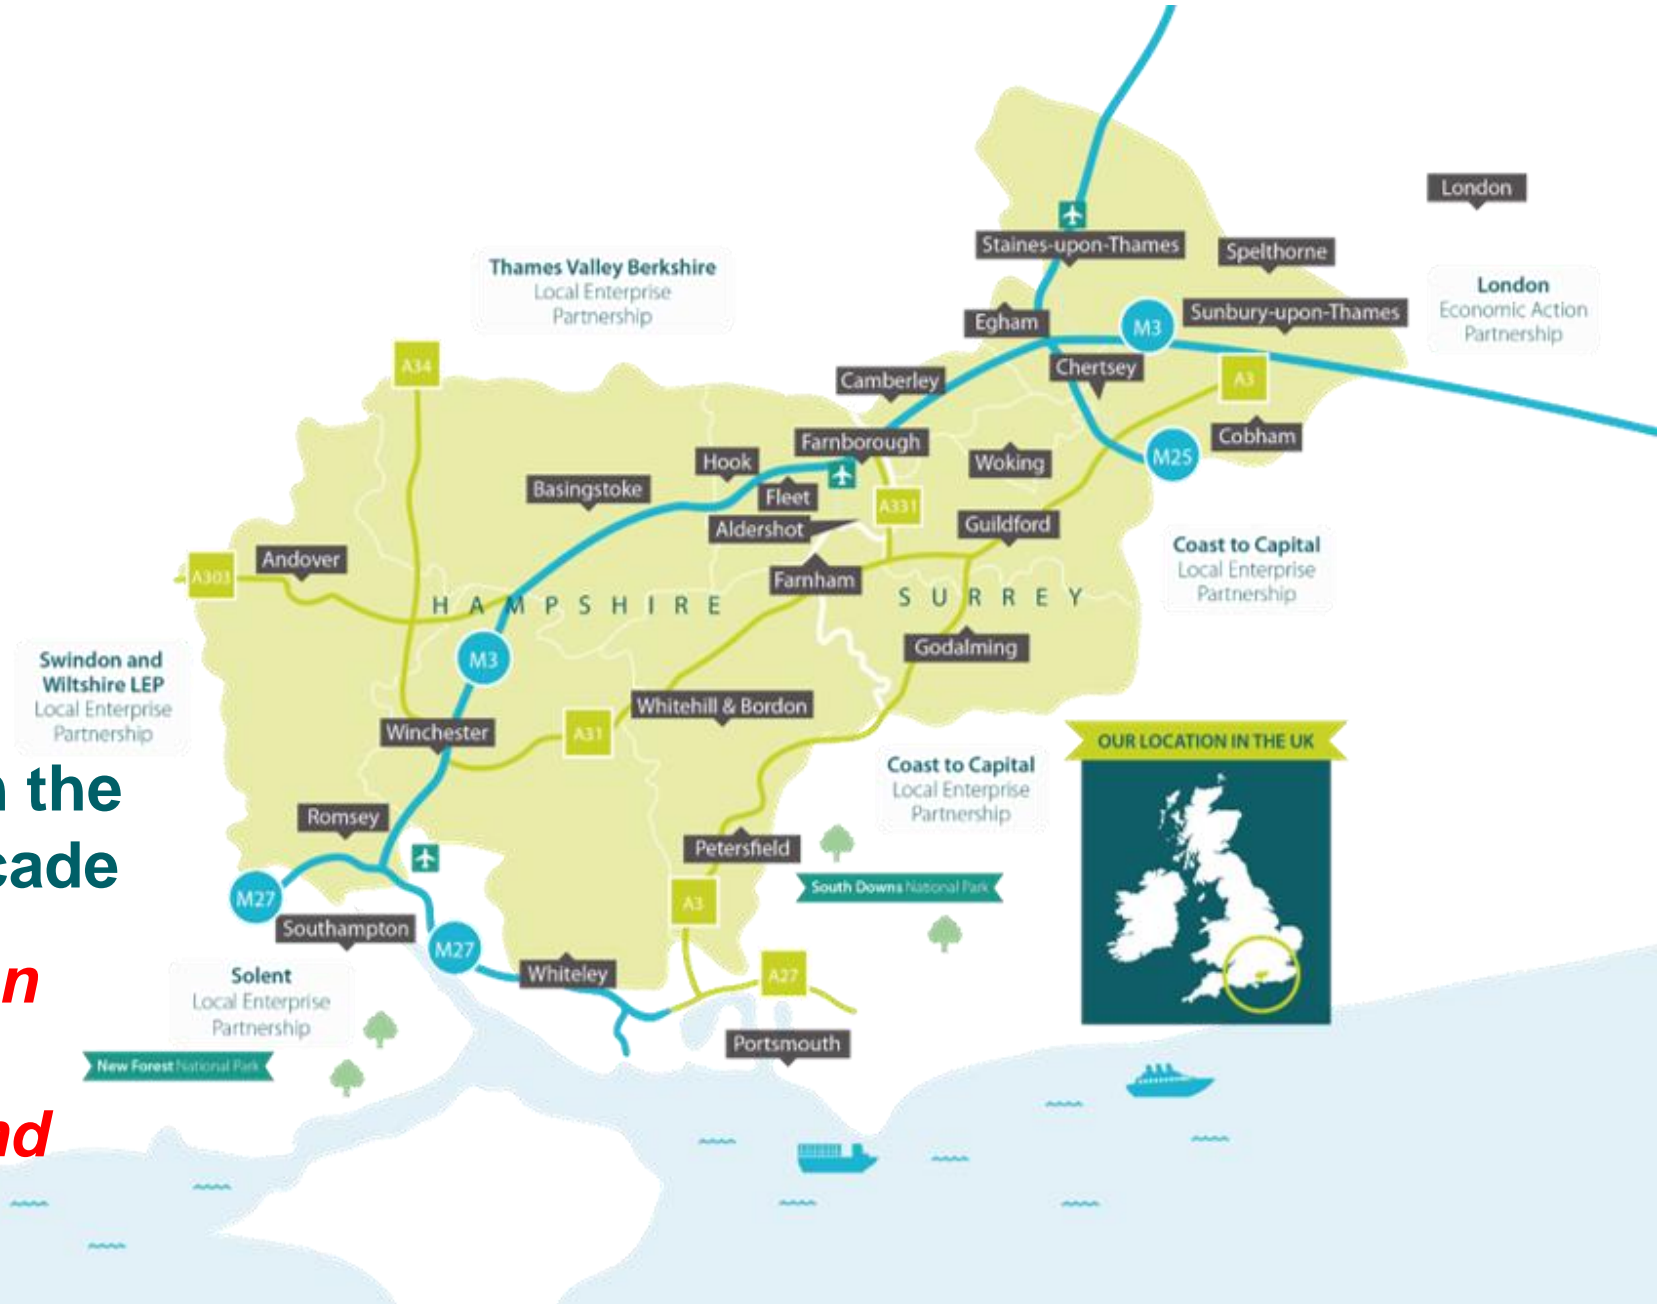 London
Staines-upon-Thames
Spelthorne
Thames Valley Berkshire
Local Enterprise
Partnership
London
Economic Action
Partnership
Egham
M3
Sunbury-upon-Thames
A34
Camberley
Chertsey
A3
Farnborough
Cobham
Hook
Woking
M25
Basingstoke
Fleet
A331
Aldershot
Guildford
Coast to Capital
Local Enterprise
Partnership
Andover
A303
Farnham
HAMPSHIRE
SURREY
M3
Godalming
Swindon and
Wiltshire LEP
Local Enterprise
Partnership
Whitehill & Bordon
Winchester
A31
OUR LOCATION IN THE UK
Coast to Capital
Local Enterprise
Partnership
n the
cade
Romsey
Petersfield
South Downs National Park
M27
A3
Southampton
M27
Whiteley
A27
on
Solent
Local Enterprise
Partnership
Portsmouth
New Forest National Park
nd